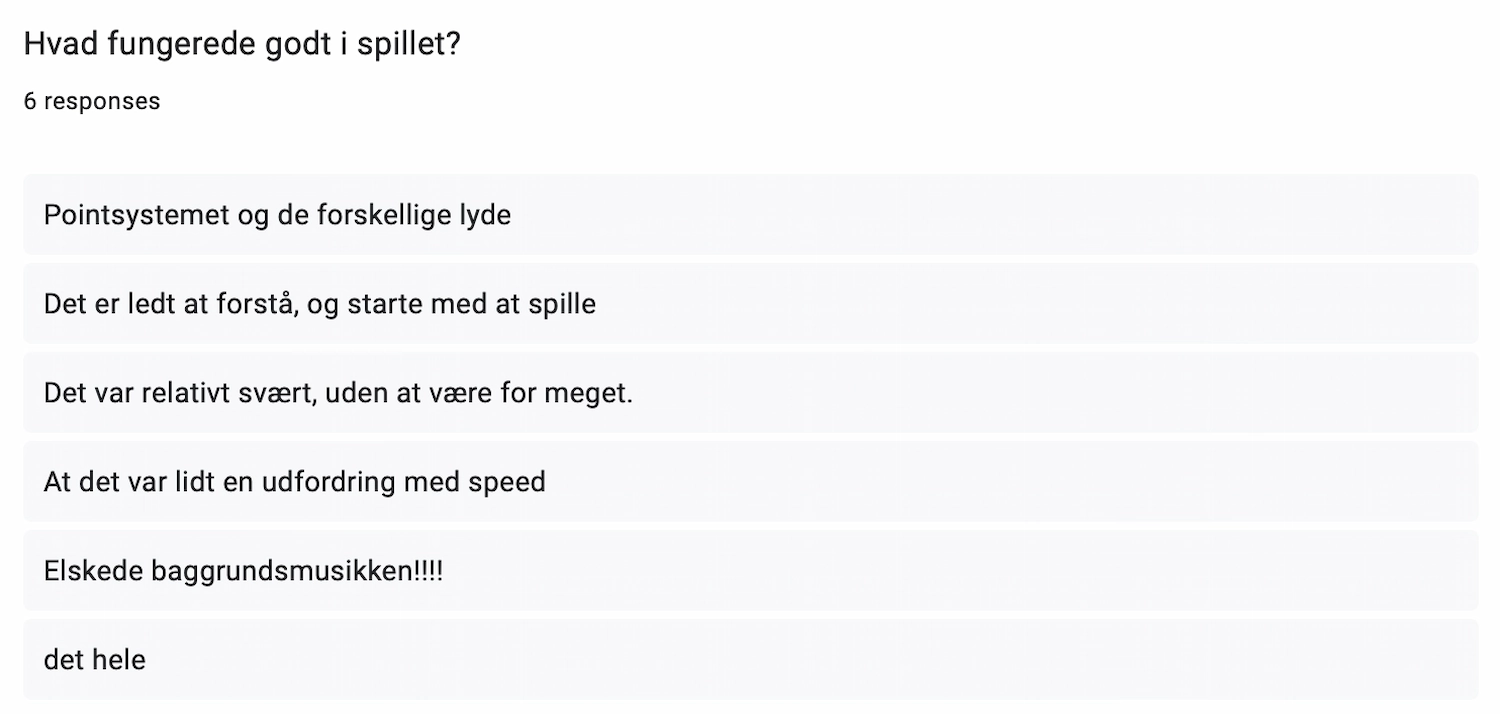 Hvad fungerede godt i spillet?
6 responses
Pointsystemet og de forskellige lyde
Det er ledt at forstå, og starte med at spille
Det var relativt svært, uden at være for meget.
At det var lidt en udfordring med speed
Elskede baggrundsmusikken!!!!
det hele